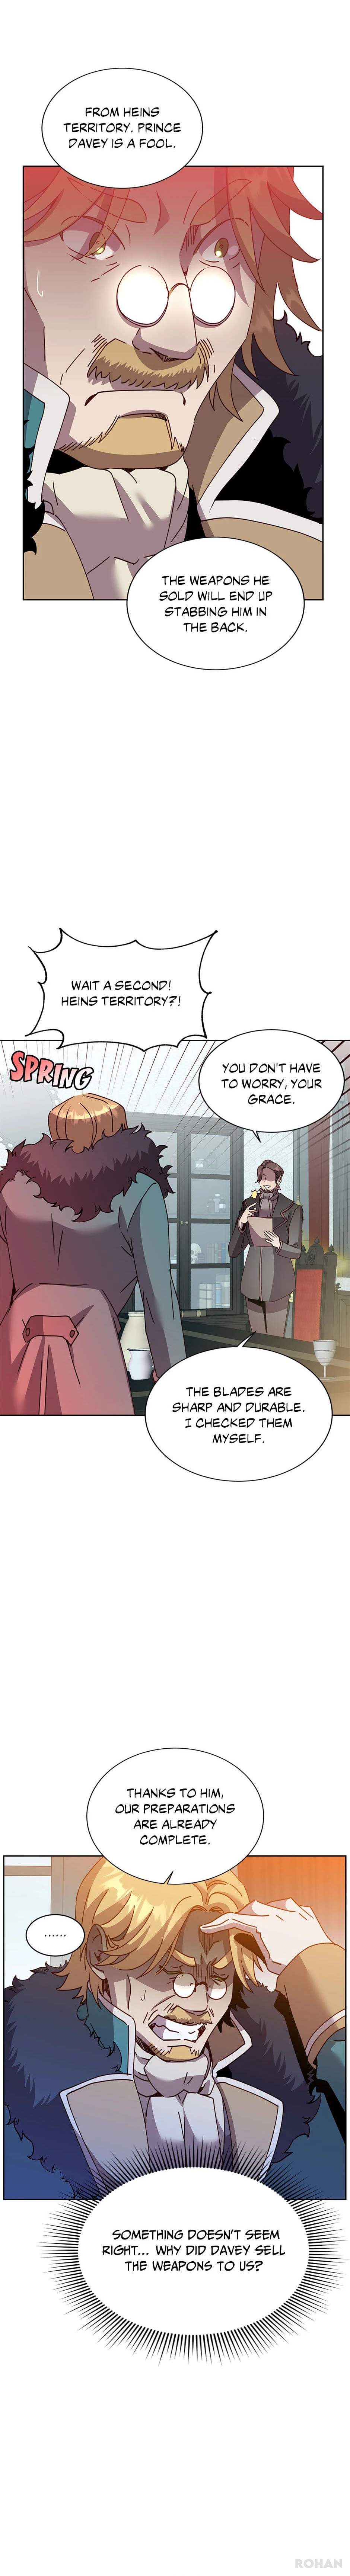 FROM HEINS
TERRITORY. PRINCE
DAVEY IS A FOOL.
THE WEAPONS HE
SOLD WILL END UP
STABBING HIM IN
THE BACK.
WAIT A SECOND!
HEINS TERRITORY?!
SPRING
YOU DON'T HAVE
TO WORRY, YOUR
GRACE.
THE BLADES ARE
SHARP AND DURABLE.
I CHECKED THEM
MYSELF.
THANKS TO HIM,
OUR PREPARATIONS
ARE ALREADY
COMPLETE.
......
SOMETHING DOESN'T SEEM
RIGHT... WHY DID DAVEY SELL
THE WEAPONS TO US?
ROHAN